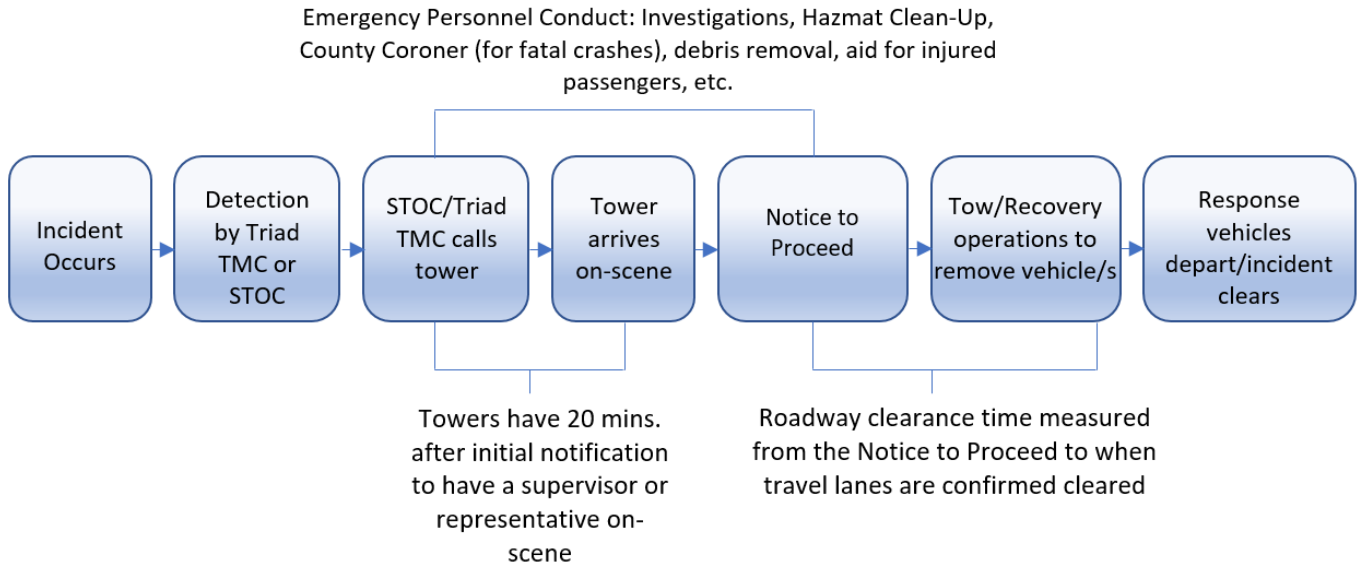 Emergency Personnel Conduct: Investigations, Hazmat Clean-Up,
County Coroner (for fatal crashes), debris removal, aid for injured
passengers, etc.
Incident
Occurs
Detection
by Triad
TMC or
STOC
STOC/Triad
TMC calls
tower
Tower
arrives
on-scene
Notice to
Proceed
Tow/Recovery
operations to
remove vehicle/s
Response
vehicles
depart/incident
clears
Towers have 20 mins.
after initial notification
to have a supervisor or
representative on-
scene
Roadway clearance time measured
from the Notice to Proceed to when
travel lanes are confirmed cleared